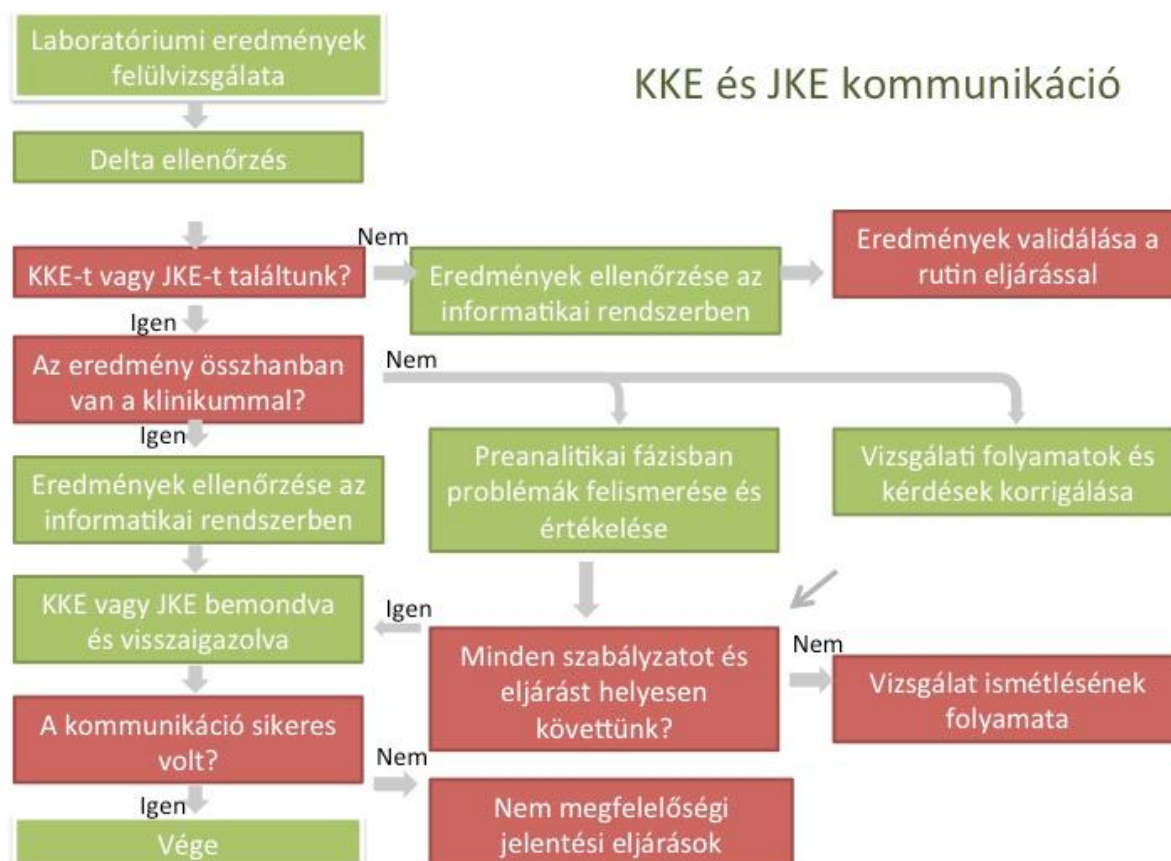 Laboratóriumi eredmények
felülvizsgálata
KKE és JKE kommunikáció
Delta ellenőrzés
KKE-t vagy JKE-t találtunk?
Nem
Eredmények ellenőrzése az
informatikai rendszerben
Eredmények validálása a
rutin eljárással
Igen
Az eredmény összhanban
van a klinikummal?
Nem
Igen
Preanalitikai fázisban
problémák felismerése és
értékelése
Vizsgálati folyamatok és
kérdések korrigálása
Eredmények ellenőrzése az
informatikai rendszerben
KKE vagy JKE bemondva
és visszaigazolva
Igen
Minden szabályzatot és
eljárást helyesen
követtünk?
Nem
Vizsgálat ismétlésének
folyamata
A kommunikáció sikeres
volt?
Nem
Nem megfelelőségi
jelentési eljárások
Igen
Vége